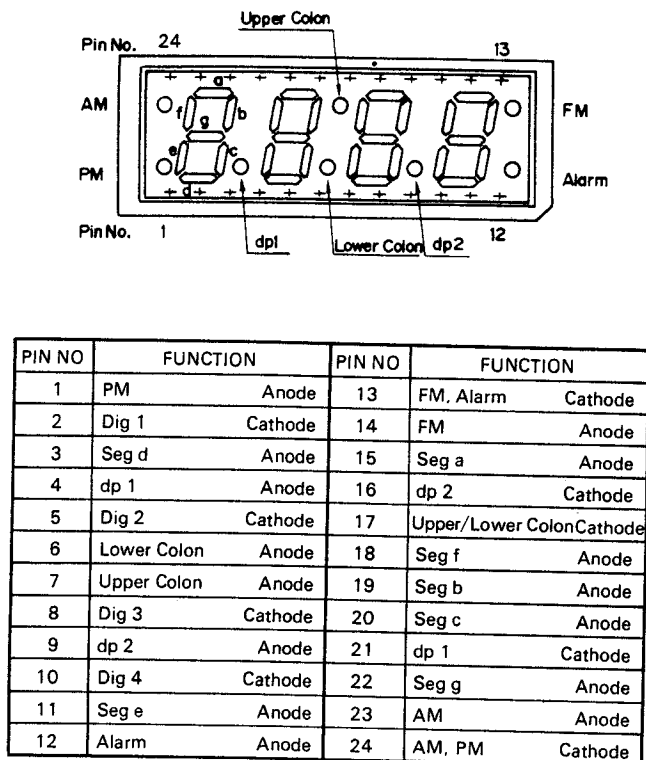 Upper Colon
Pin No. 24 13
AM a FM
f b
g
e c
PM Alarm
d
Pin No. 1 12
dp1 Lower Colon dp2
PIN NO FUNCTION PIN NO FUNCTION
1 PM Anode 13 FM, Alarm Cathode
2 Dig 1 Cathode 14 FM Anode
3 Seg d Anode 15 Seg a Anode
4 dp 1 Anode 16 dp 2 Cathode
5 Dig 2 Cathode 17 Upper/Lower Colon Cathode
6 Lower Colon Anode 18 Seg f Anode
7 Upper Colon Anode 19 Seg b Anode
8 Dig 3 Cathode 20 Seg c Anode
9 dp 2 Anode 21 dp 1 Cathode
10 Dig 4 Cathode 22 Seg g Anode
11 Seg e Anode 23 AM Anode
12 Alarm Anode 24 AM, PM Cathode